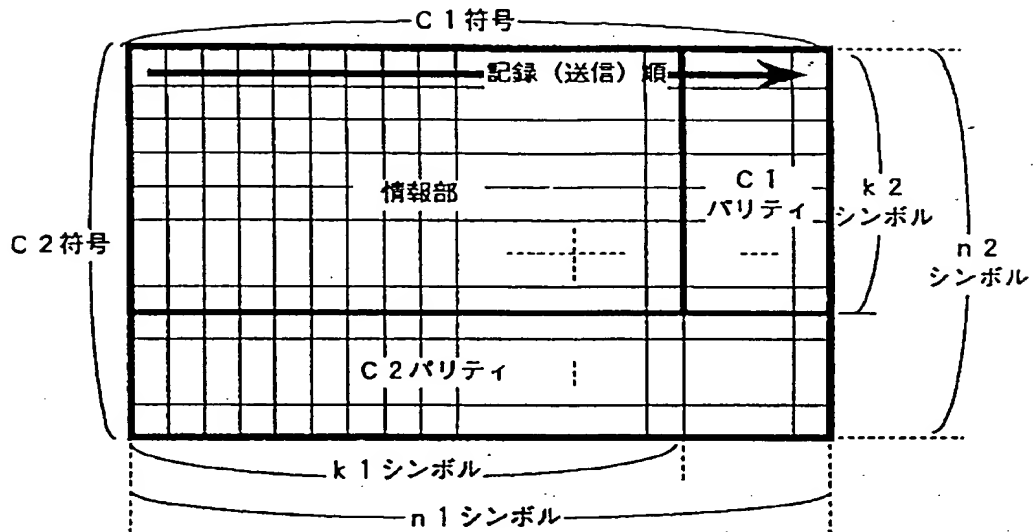 C1符号
記録(送信)順
情報部
C1
パリティ
k2
シンボル
C2符号
n2
シンボル
C2パリティ
k1シンボル
n1シンボル